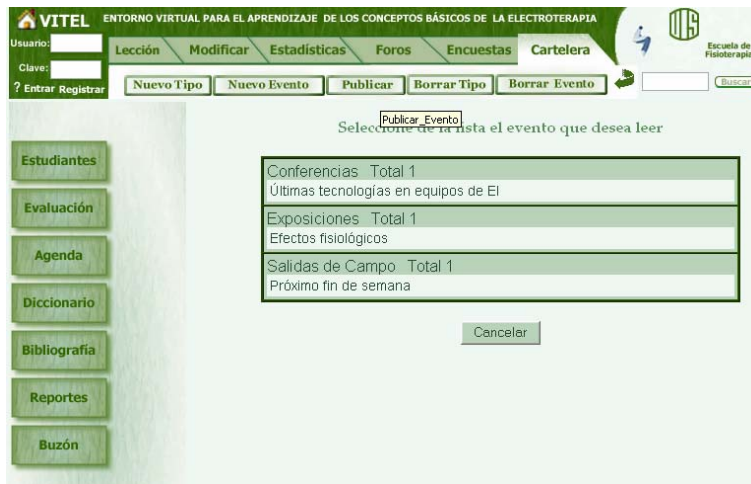 VITEL ENTORNO VIRTUAL PARA EL APRENDIZAJE DE LOS CONCEPTOS BÁSICOS DE LA ELECTROTERAPIA
Usuario:
Lección Modificar Estadísticas Foros Encuestas Cartelera
Escuela de
Fisioterapia
Clave:
? Entrar Registrar
Nuevo Tipo Nuevo Evento Publicar Borrar Tipo Borrar Evento Buscar
Publicar_Evento
Seleccione de la lista el evento que desea leer
Estudiantes
Evaluación
Agenda
Diccionario
Bibliografía
Reportes
Buzón
Conferencias Total 1
Últimas tecnologías en equipos de El
Exposiciones Total 1
Efectos fisiológicos
Salidas de Campo Total 1
Próximo fin de semana
Cancelar